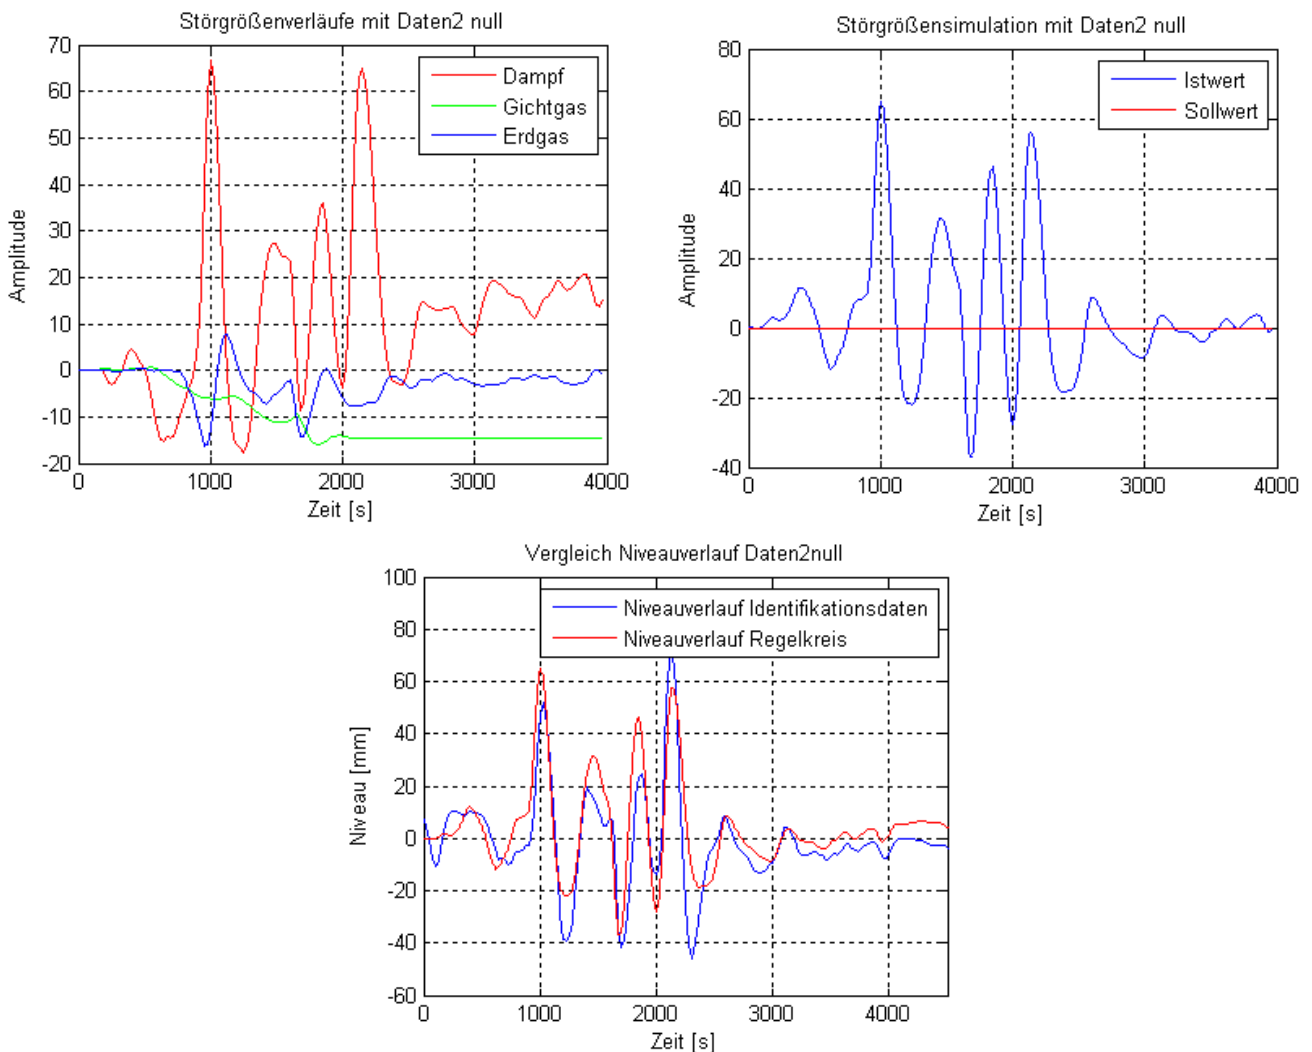 Störgrößenverläufe mit Daten2 null
70
60
50
40
30
20
10
0
-10
-20
Amplitude
Dampf
Gichtgas
Erdgas
0
1000
2000
3000
4000
Zeit [s]
Störgrößensimulation mit Daten2 null
80
60
40
20
0
-20
-40
Amplitude
Istwert
Sollwert
0
1000
2000
3000
4000
Zeit [s]
Vergleich Niveauverlauf Daten2null
100
80
60
40
20
0
-20
-40
-60
Niveau [mm]
Niveauverlauf Identifikationsdaten
Niveauverlauf Regelkreis
0
1000
2000
3000
4000
Zeit [s]